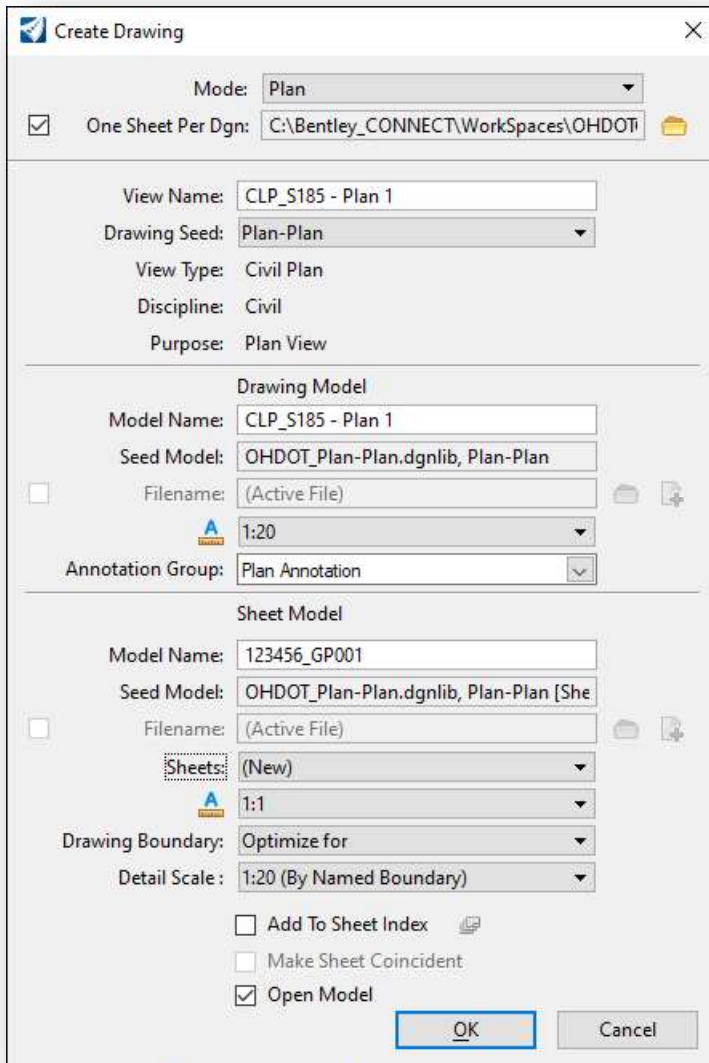 Create Drawing
Mode: Plan
One Sheet Per Dgn: C:\Bentley_CONNECT\WorkSpaces\OHDOT
View Name: CLP_S185 - Plan 1
Drawing Seed: Plan-Plan
View Type: Civil Plan
Discipline: Civil
Purpose: Plan View
Drawing Model
Model Name: CLP_S185 - Plan 1
Seed Model: OHDOT_Plan-Plan.dgnlib, Plan-Plan
Filename: (Active File)
A 1:20
Annotation Group: Plan Annotation
Sheet Model
Model Name: 123456_GP001
Seed Model: OHDOT_Plan-Plan.dgnlib, Plan-Plan [She
Filename: (Active File)
Sheets: (New)
A 1:1
Drawing Boundary: Optimize for
Detail Scale : 1:20 (By Named Boundary)
Add To Sheet Index
Make Sheet Coincident
Open Model
OK Cancel